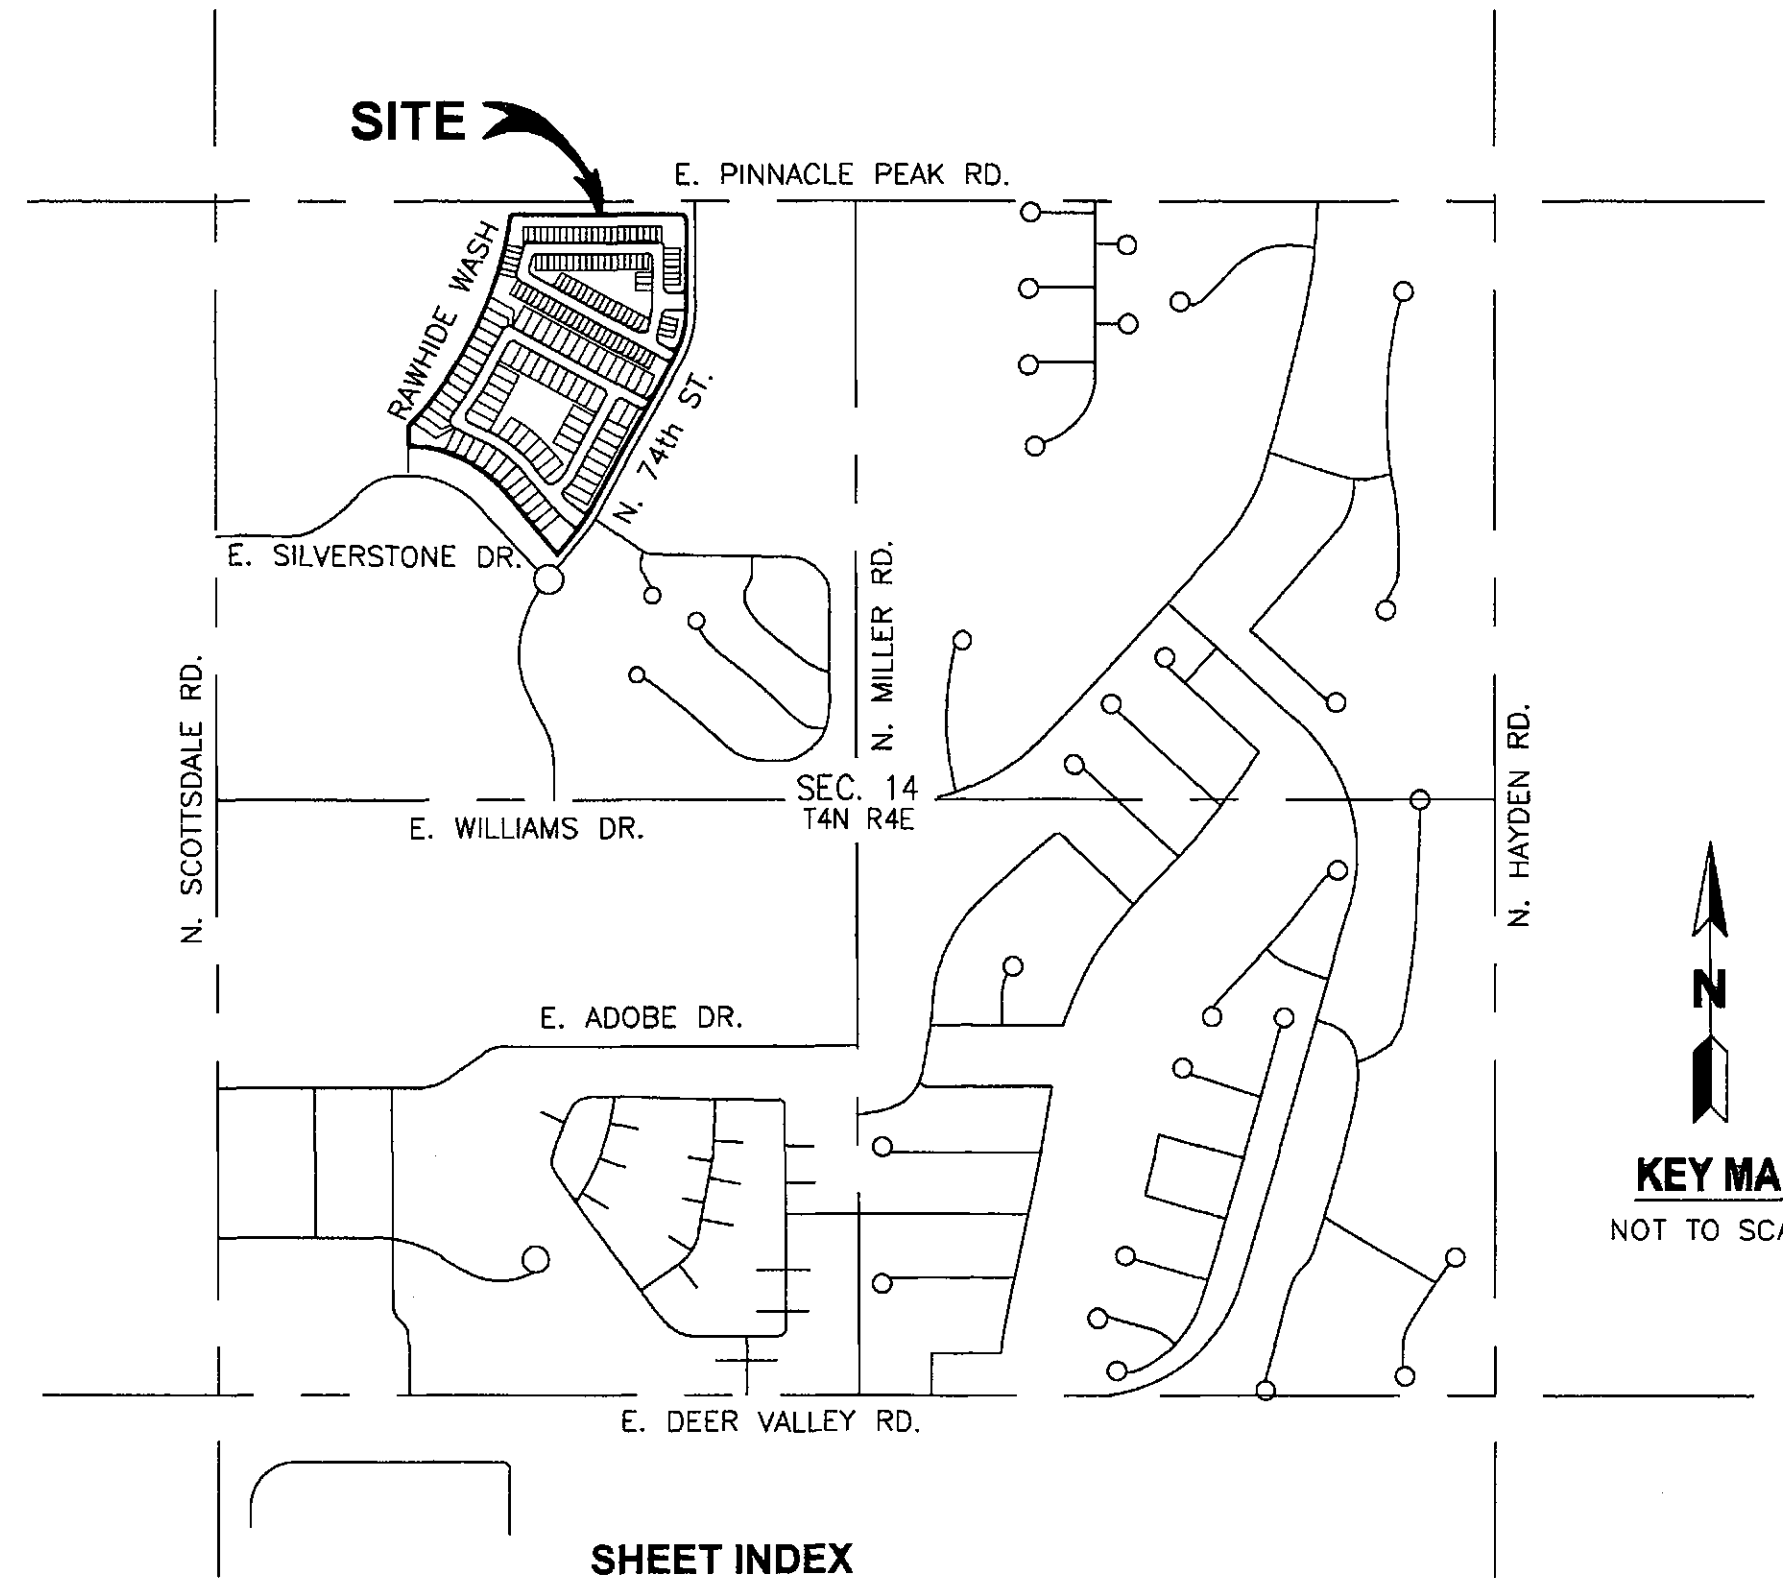 SITE
E. PINNACLE PEAK RD.
RAWHIDE WASH
N. 74th ST.
E. SILVERSTONE DR.
N. MILLER RD.
N. SCOTTSDALE RD.
N. HAYDEN RD.
SEC. 14
T4N R4E
E. WILLIAMS DR.
N
E. ADOBE DR.
KEY MA
NOT TO SCA
E. DEER VALLEY RD.
SHEET INDEX